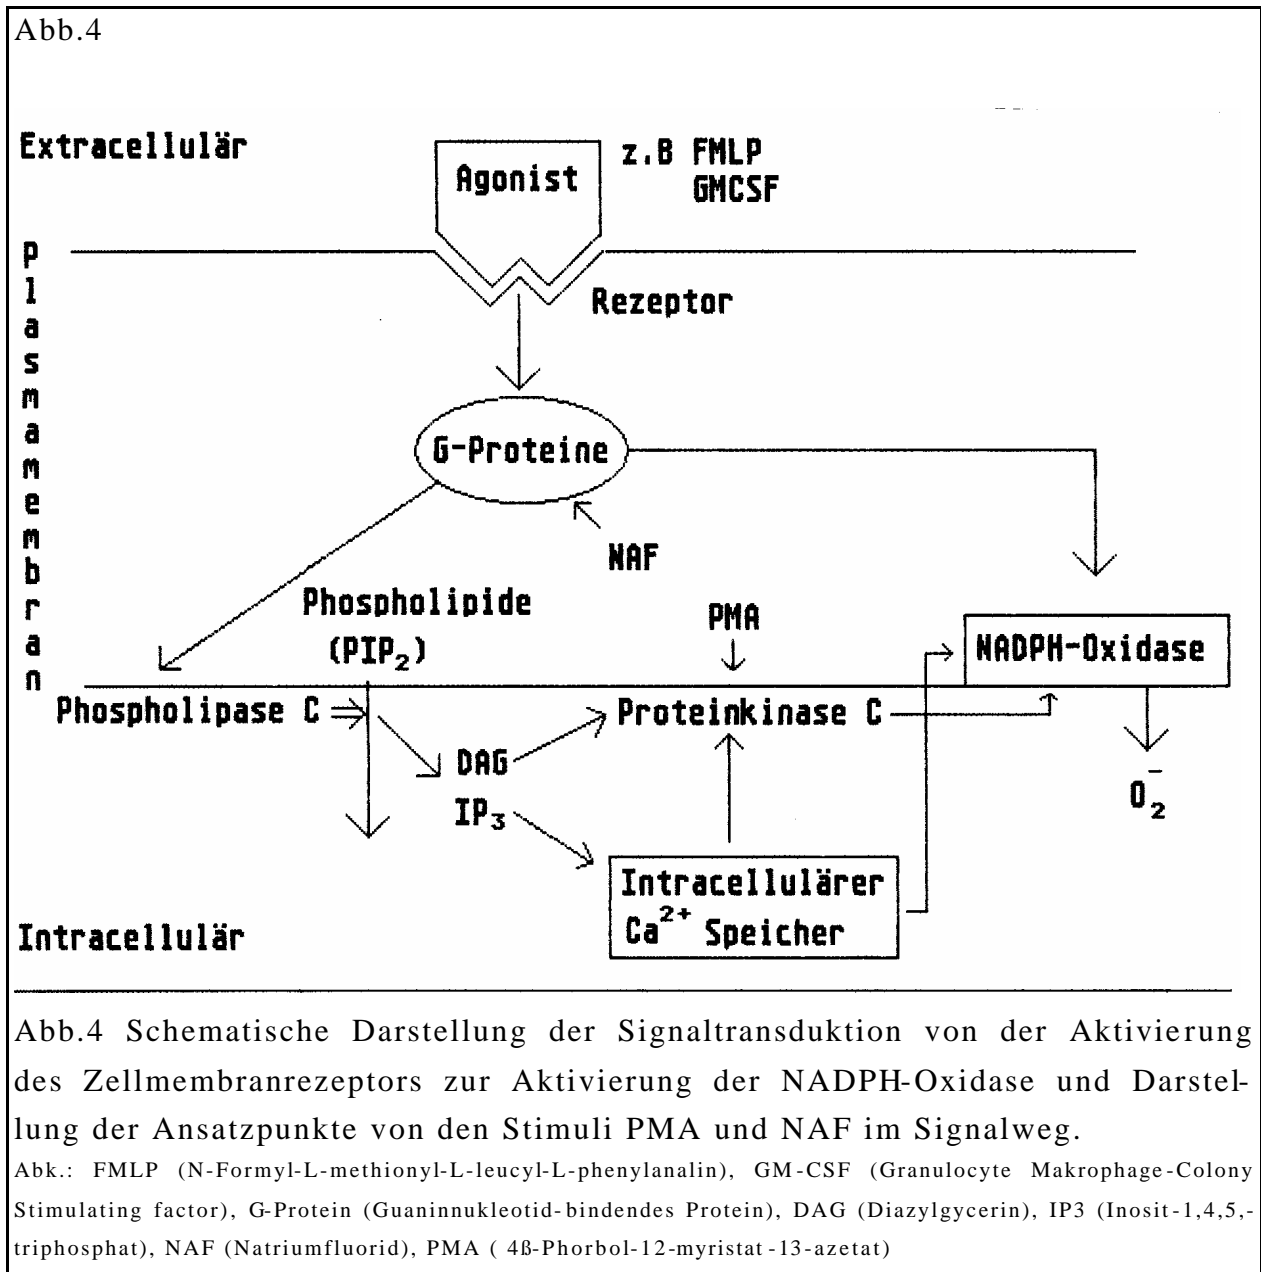 Abb.4
Extracellulär
Agonist
z.B FMLP
GMCSF
Plasmamembran
Rezeptor
G-Proteine
NAF
Phospholipide
(PIP₂)
PMA
NADPH-Oxidase
Phospholipase C
Proteinkinase C
DAG
IP₃
O₂⁻
Intracellulärer
Ca²⁺ Speicher
Intracellulär
Abb.4 Schematische Darstellung der Signaltransduktion von der Aktivierung
des Zellmembranrezeptors zur Aktivierung der NADPH-Oxidase und Darstel-
lung der Ansatzpunkte von den Stimuli PMA und NAF im Signalweg.
Abk.: FMLP (N-Formyl-L-methionyl-L-leucyl-L-phenylanalin), GM-CSF (Granulocyte Makrophage-Colony
Stimulating factor), G-Protein (Guaninnukleotid-bindendes Protein), DAG (Diazylgycerin), IP3 (Inosit-1,4,5,-
triphosphat), NAF (Natriumfluorid), PMA ( 4ß-Phorbol-12-myristat-13-azetat)